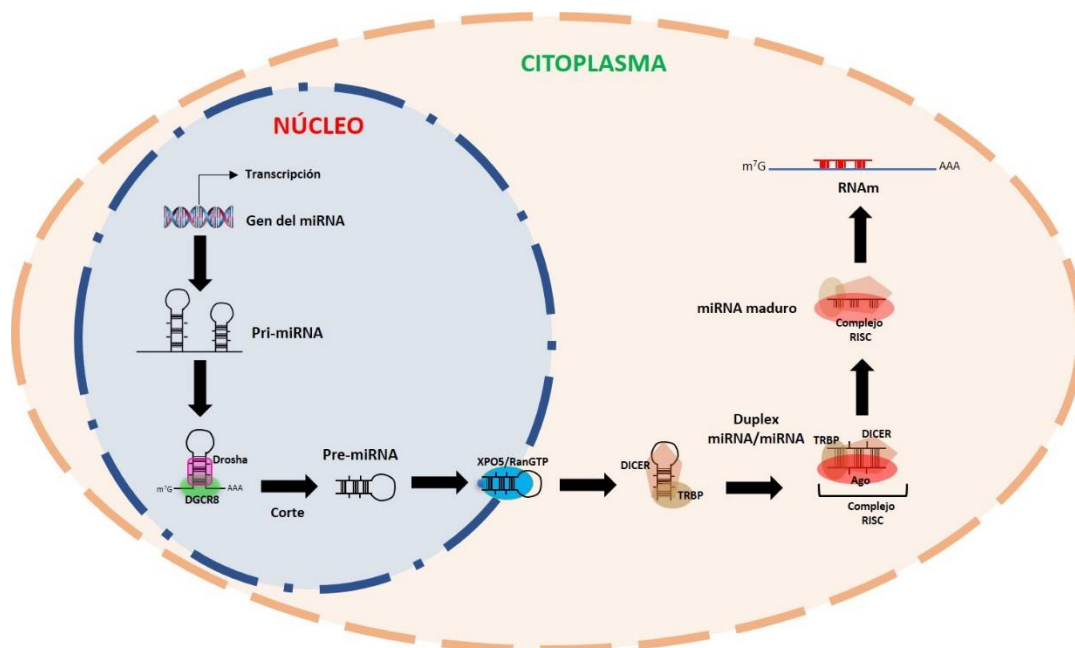 CITOPLASMA
NÚCLEO
Transcripción
Gen del miRNA
Pri-miRNA
Drosha
m⁷G
AAA
DGCR8
Corte
Pre-miRNA
XPO5/RanGTP
DICER
TRBP
Duplex
miRNA/miRNA
TRBP
DICER
Ago
Complejo
RISC
miRNA maduro
Complejo
RISC
m⁷G
AAA
RNAm